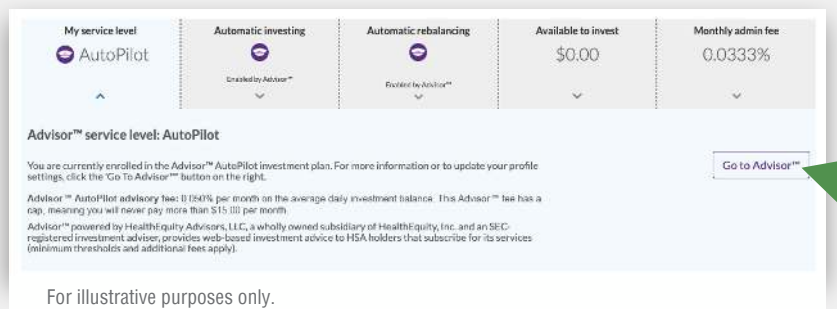 My service level
AutoPilot
Automatic investing
Enabled by Advisor™
Automatic rebalancing
Enabled by Advisor™
Available to invest
$0.00
Monthly admin fee
0.0333%
Advisor™ service level: AutoPilot
You are currently enrolled in the Advisor™ AutoPilot investment plan. For more information or to update your profile
settings, click the 'Go To Advisor™' button on the right.
Go to Advisor™
Advisor™ AutoPilot advisory fee: 0.050% per month on the average daily investment balance. This Advisor™ fee has a
cap, meaning you will never pay more than $15.00 per month.
Advisor™ powered by HealthEquity Advisors, LLC, a wholly owned subsidiary of HealthEquity, Inc. and an SEC-
registered investment adviser, provides web-based investment advice to HSA holders that subscribe for its services
(minimum thresholds and additional fees apply).
For illustrative purposes only.